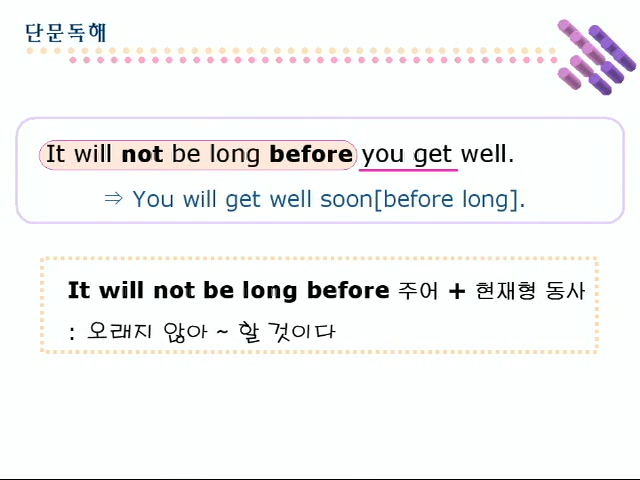 단문독해
It will not be long before you get well.
⇒ You will get well soon[before long].
It will not be long before 주어 + 현재형 동사
: 오래지 않아 ~ 할 것이다